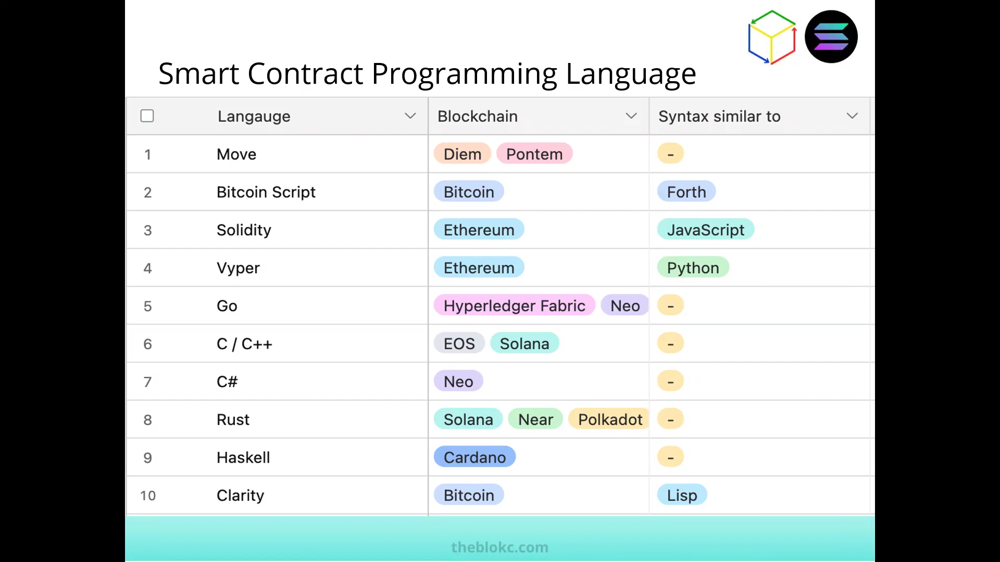 Smart Contract Programming Language
Langauge Blockchain Syntax similar to
1 Move Diem Pontem -
2 Bitcoin Script Bitcoin Forth
3 Solidity Ethereum JavaScript
4 Vyper Ethereum Python
5 Go Hyperledger Fabric Neo -
6 C / C++ EOS Solana -
7 C# Neo -
8 Rust Solana Near Polkadot -
9 Haskell Cardano -
10 Clarity Bitcoin Lisp
theblokc.com